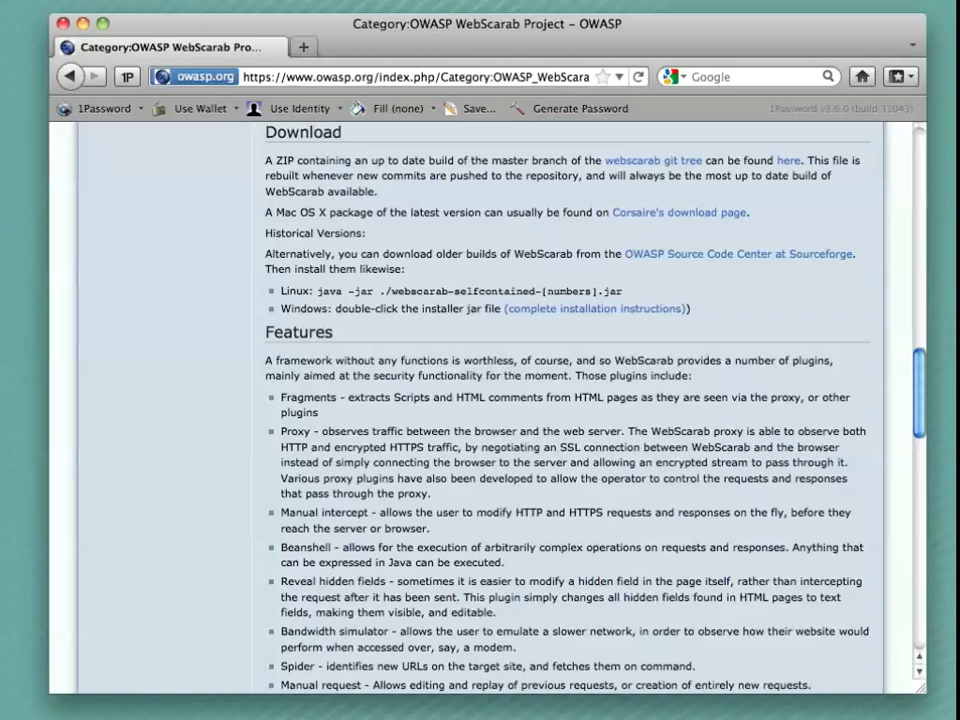 Category:OWASP WebScarab Project – OWASP
Category:OWASP WebScarab Pro...
1P
owasp.org
https://www.owasp.org/index.php/Category:OWASP_WebScara
Google
1Password
Use Wallet
Use Identity
Fill (none)
Save...
Generate Password
1Password v3.6.0 (build 31043)
Download
A ZIP containing an up to date build of the master branch of the webscarab git tree can be found here. This file is
rebuilt whenever new commits are pushed to the repository, and will always be the most up to date build of
WebScarab available.
A Mac OS X package of the latest version can usually be found on Corsaire's download page.
Historical Versions:
Alternatively, you can download older builds of WebScarab from the OWASP Source Code Center at Sourceforge.
Then install them likewise:
Linux: java -jar ./webscarab-selfcontained-[numbers].jar
Windows: double-click the installer jar file (complete installation instructions))
Features
A framework without any functions is worthless, of course, and so WebScarab provides a number of plugins,
mainly aimed at the security functionality for the moment. Those plugins include:
Fragments - extracts Scripts and HTML comments from HTML pages as they are seen via the proxy, or other
plugins
Proxy - observes traffic between the browser and the web server. The WebScarab proxy is able to observe both
HTTP and encrypted HTTPS traffic, by negotiating an SSL connection between WebScarab and the browser
instead of simply connecting the browser to the server and allowing an encrypted stream to pass through it.
Various proxy plugins have also been developed to allow the operator to control the requests and responses
that pass through the proxy.
Manual intercept - allows the user to modify HTTP and HTTPS requests and responses on the fly, before they
reach the server or browser.
Beanshell - allows for the execution of arbitrarily complex operations on requests and responses. Anything that
can be expressed in Java can be executed.
Reveal hidden fields - sometimes it is easier to modify a hidden field in the page itself, rather than intercepting
the request after it has been sent. This plugin simply changes all hidden fields found in HTML pages to text
fields, making them visible, and editable.
Bandwidth simulator - allows the user to emulate a slower network, in order to observe how their website would
perform when accessed over, say, a modem.
Spider - identifies new URLs on the target site, and fetches them on command.
Manual request - Allows editing and replay of previous requests, or creation of entirely new requests.